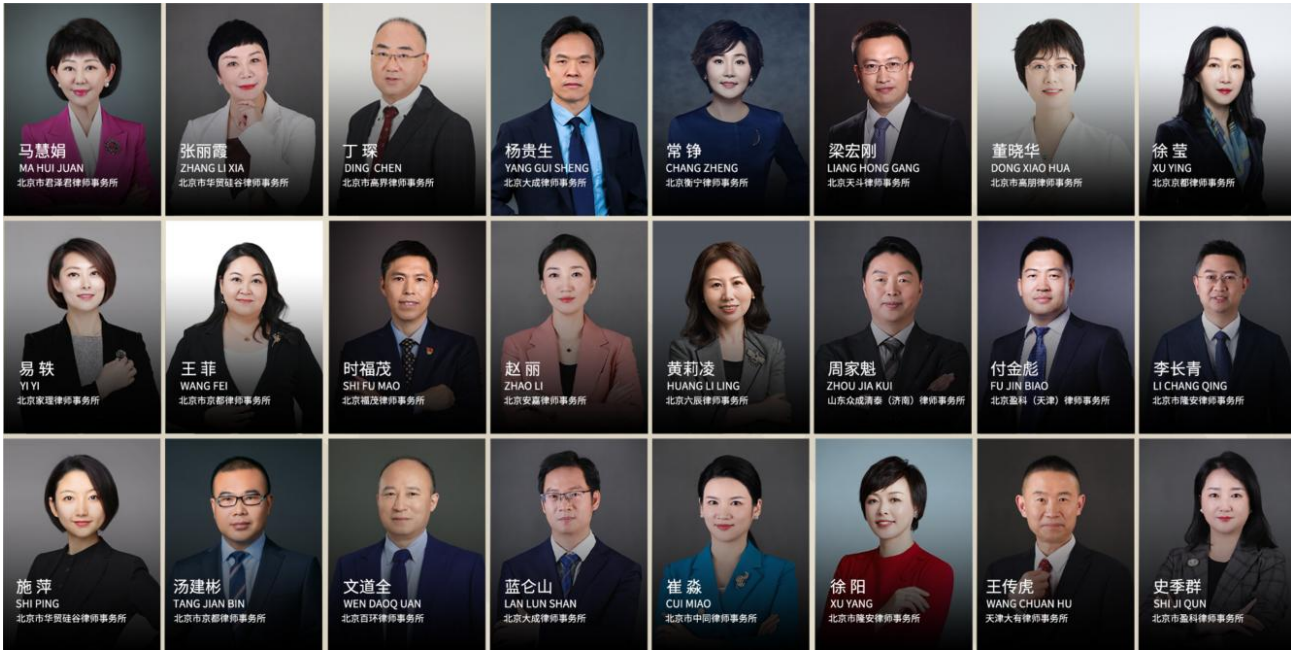 马慧娟
MA HUI JUAN
北京市君泽君律师事务所
张丽霞
ZHANG LI XIA
北京市华贸硅谷律师事务所
丁 琛
DING CHEN
北京市高界律师事务所
杨贵生
YANG GUI SHENG
北京大成律师事务所
常 铮
CHANG ZHENG
北京衡宁律师事务所
梁宏刚
LIANG HONG GANG
北京天斗律师事务所
董晓华
DONG XIAO HUA
北京市高朋律师事务所
徐 莹
XU YING
北京京都律师事务所
易 轶
YI YI
北京家理律师事务所
王 菲
WANG FEI
北京市京都律师事务所
时福茂
SHI FU MAO
北京福茂律师事务所
赵 丽
ZHAO LI
北京安嘉律师事务所
黄莉凌
HUANG LI LING
北京六辰律师事务所
周家魁
ZHOU JIA KUI
山东众成清泰（济南）律师事务所
付金彪
FU JIN BIAO
北京盈科（天津）律师事务所
李长青
LI CHANG QING
北京市隆安律师事务所
施 萍
SHI PING
北京市华贸硅谷律师事务所
汤建彬
TANG JIAN BIN
北京市京都律师事务所
文道全
WEN DAOQ UAN
北京百环律师事务所
蓝仑山
LAN LUN SHAN
北京大成律师事务所
崔 淼
CUI MIAO
北京市中同律师事务所
徐 阳
XU YANG
北京市隆安律师事务所
王传虎
WANG CHUAN HU
天津大有律师事务所
史季群
SHI JI QUN
北京市盈科律师事务所